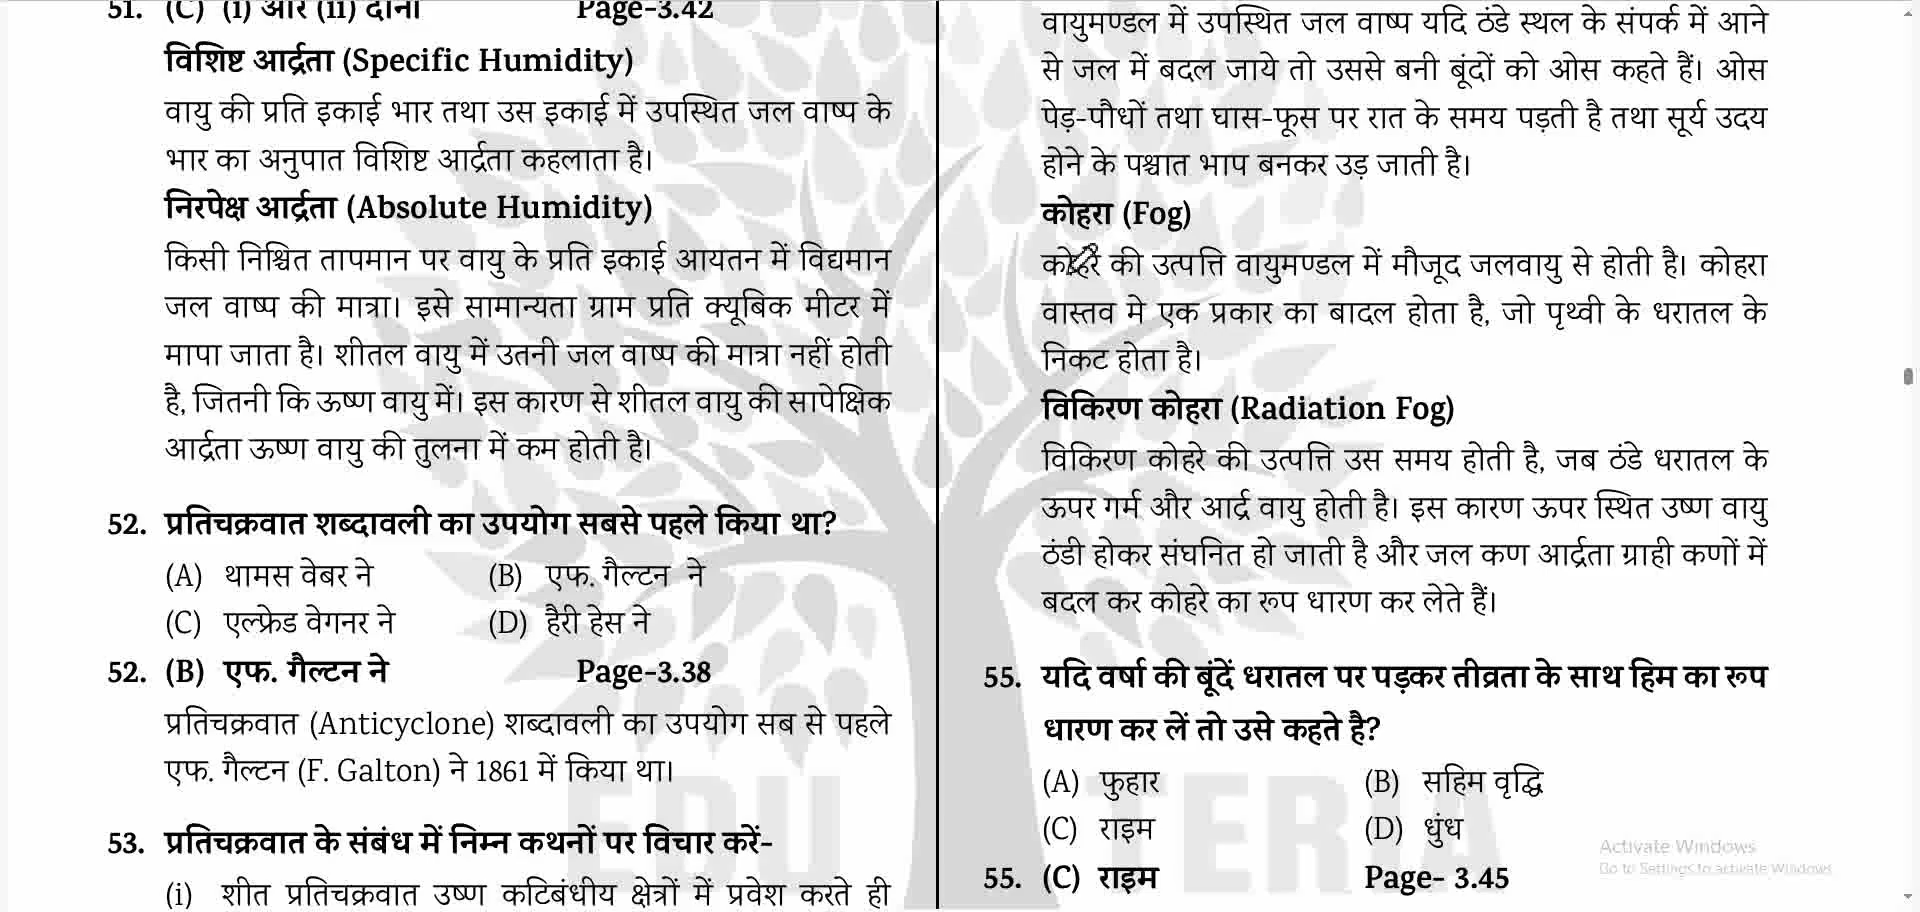 51. (C) (i) और (ii) दोनों Page-3.42
विशिष्ट आर्द्रता (Specific Humidity)
वायु की प्रति इकाई भार तथा उस इकाई में उपस्थित जल वाष्प के
भार का अनुपात विशिष्ट आर्द्रता कहलाता है।
निरपेक्ष आर्द्रता (Absolute Humidity)
किसी निश्चित तापमान पर वायु के प्रति इकाई आयतन में विद्यमान
जल वाष्प की मात्रा। इसे सामान्यता ग्राम प्रति क्यूबिक मीटर में
मापा जाता है। शीतल वायु में उतनी जल वाष्प की मात्रा नहीं होती
है, जितनी कि ऊष्ण वायु में। इस कारण से शीतल वायु की सापेक्षिक
आर्द्रता ऊष्ण वायु की तुलना में कम होती है।
52. प्रतिचक्रवात शब्दावली का उपयोग सबसे पहले किया था?
(A) थामस वेबर ने (B) एफ. गैल्टन ने
(C) एल्फ्रेड वेगनर ने (D) हैरी हेस ने
52. (B) एफ. गैल्टन ने Page-3.38
प्रतिचक्रवात (Anticyclone) शब्दावली का उपयोग सब से पहले
एफ. गैल्टन (F. Galton) ने 1861 में किया था।
53. प्रतिचक्रवात के संबंध में निम्न कथनों पर विचार करें-
(i) शीत प्रतिचक्रवात उष्ण कटिबंधीय क्षेत्रों में प्रवेश करते ही
वायुमण्डल में उपस्थित जल वाष्प यदि ठंडे स्थल के संपर्क में आने
से जल में बदल जाये तो उससे बनी बूंदों को ओस कहते हैं। ओस
पेड़-पौधों तथा घास-फूस पर रात के समय पड़ती है तथा सूर्य उदय
होने के पश्चात भाप बनकर उड़ जाती है।
कोहरा (Fog)
कोहरे की उत्पत्ति वायुमण्डल में मौजूद जलवायु से होती है। कोहरा
वास्तव मे एक प्रकार का बादल होता है, जो पृथ्वी के धरातल के
निकट होता है।
विकिरण कोहरा (Radiation Fog)
विकिरण कोहरे की उत्पत्ति उस समय होती है, जब ठंडे धरातल के
ऊपर गर्म और आर्द्र वायु होती है। इस कारण ऊपर स्थित उष्ण वायु
ठंडी होकर संघनित हो जाती है और जल कण आर्द्रता ग्राही कणों में
बदल कर कोहरे का रूप धारण कर लेते हैं।
55. यदि वर्षा की बूंदें धरातल पर पड़कर तीव्रता के साथ हिम का रूप
धारण कर लें तो उसे कहते है?
(A) फुहार (B) सहिम वृद्धि
(C) राइम (D) धुंध
55. (C) राइम Page- 3.45
EDUTERIA
Activate Windows
Go to Settings to activate Windows.